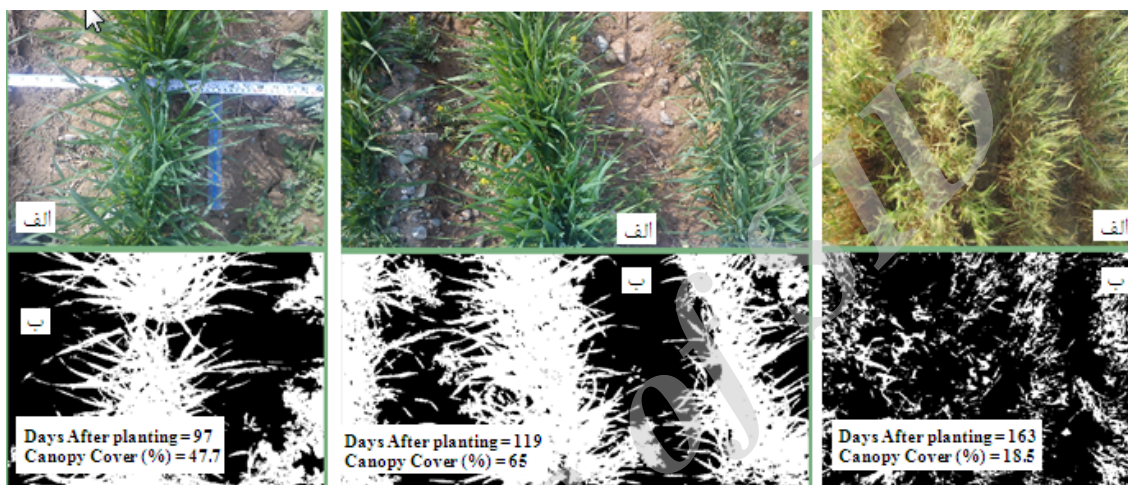 الف
الف
الف
ب
Days After planting = 97
Canopy Cover (%) = 47.7
ب
Days After planting = 119
Canopy Cover (%) = 65
ب
Days After planting = 163
Canopy Cover (%) = 18.5